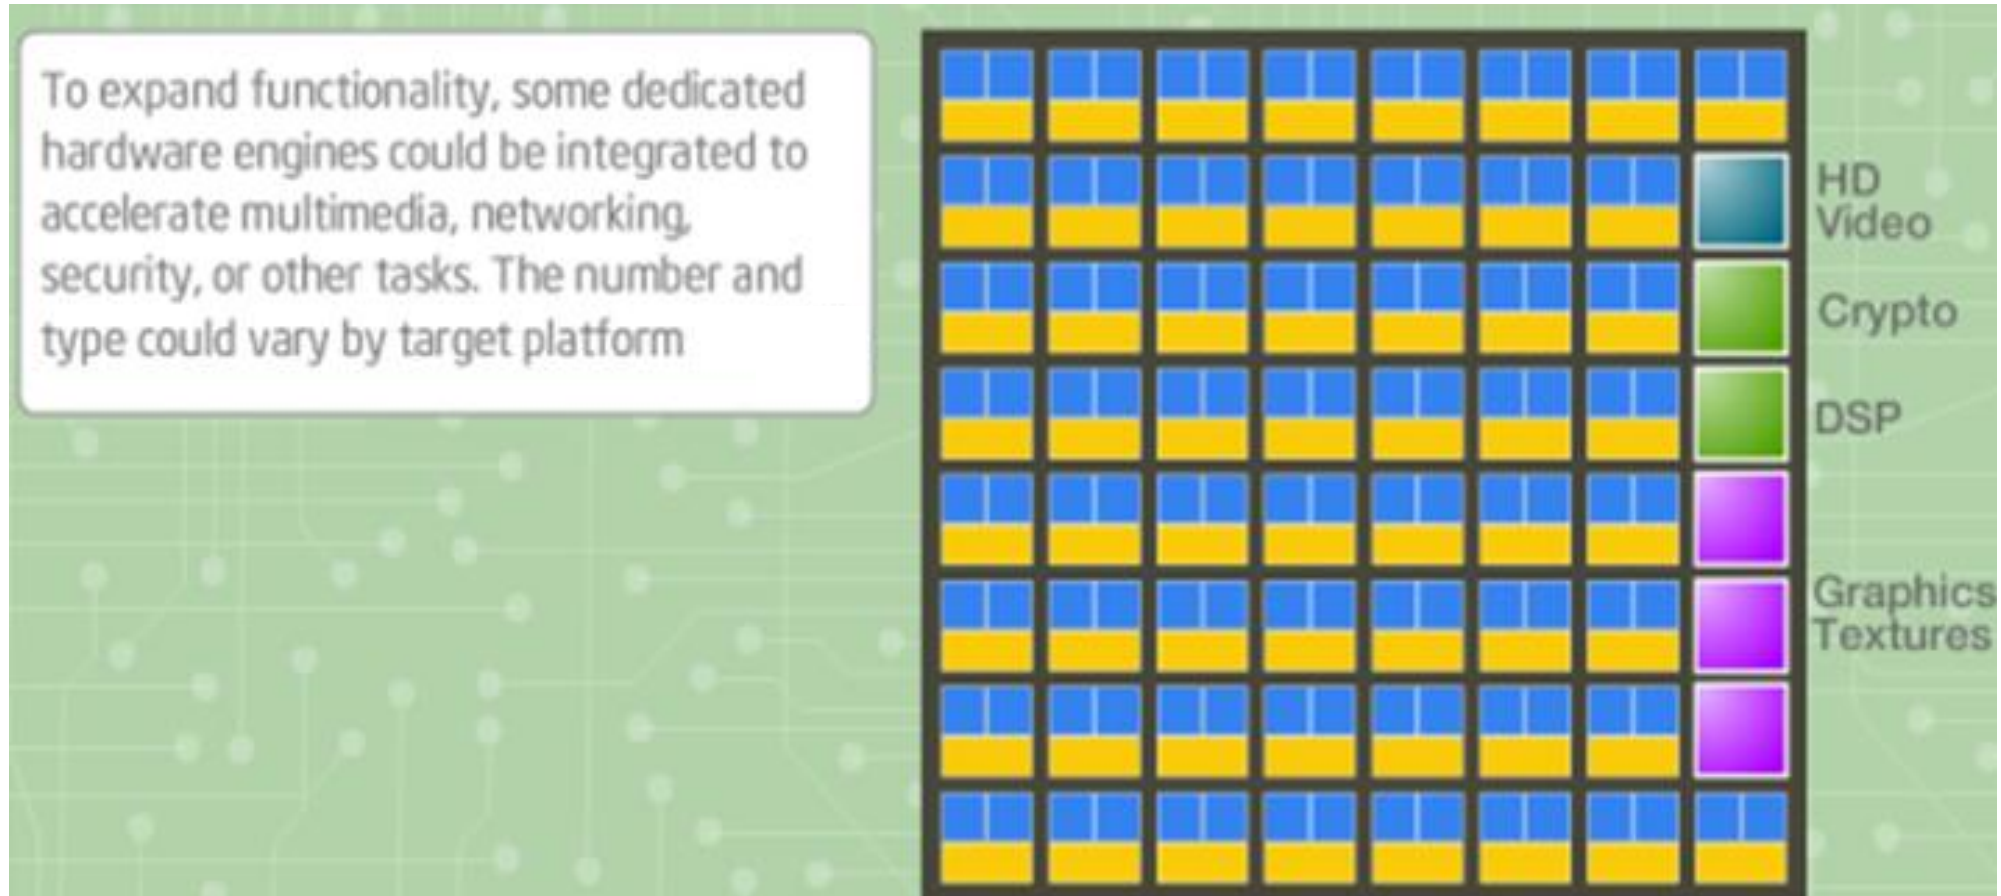 To expand functionality, some dedicated
hardware engines could be integrated to
accelerate multimedia, networking,
security, or other tasks. The number and
type could vary by target platform
HD
Video
Crypto
DSP
Graphics
Textures